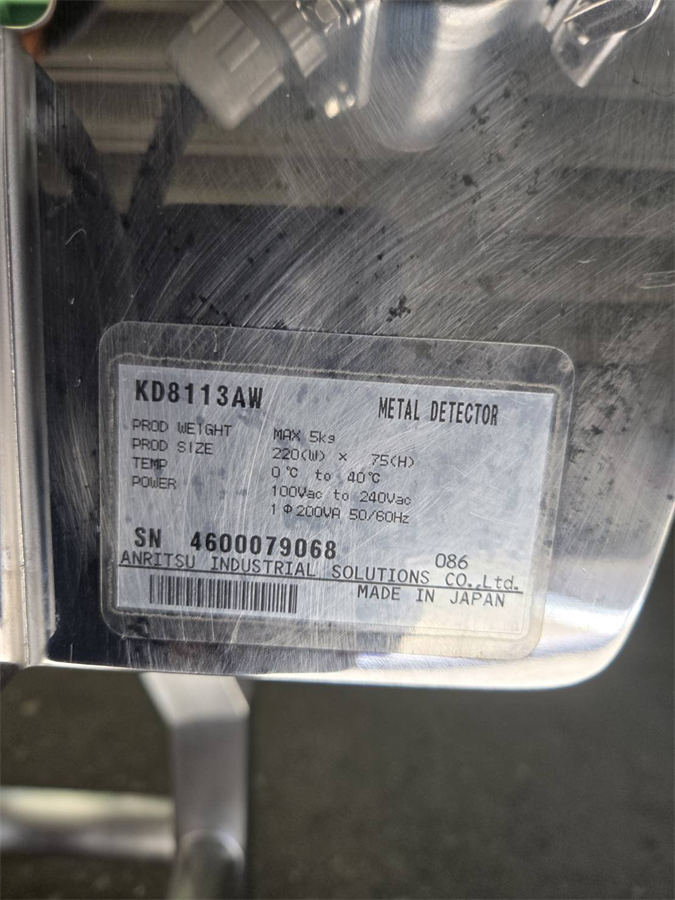 KD8113AW METAL DETECTOR
PROD WEIGHT MAX 5kg
PROD SIZE 220(W) × 75(H)
TEMP 0℃ to 40℃
POWER 100Vac to 240Vac
1Φ200VA 50/60Hz
SN 4600079068 086
ANRITSU INDUSTRIAL SOLUTIONS CO.,Ltd.
MADE IN JAPAN